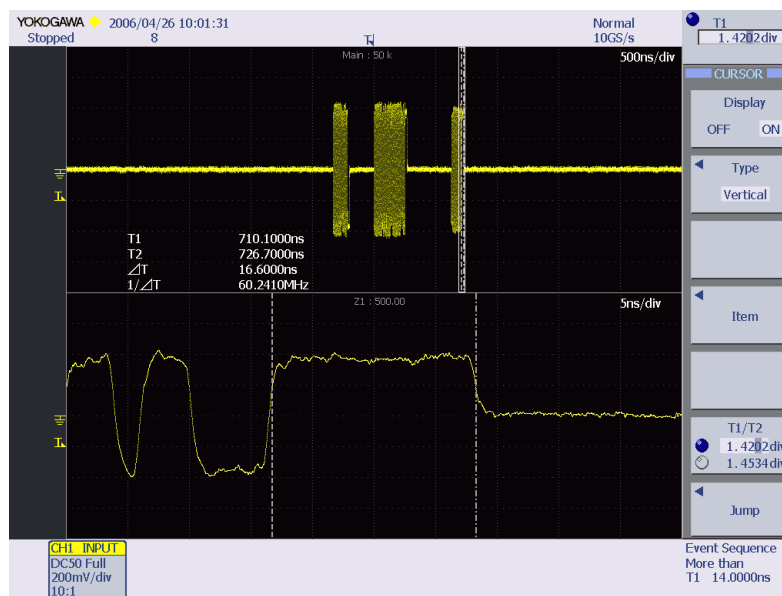 YOKOGAWA 2006/04/26 10:01:31 Normal T1
Stopped 8 T 10GS/s 1.4202div
Main : 50 k 500ns/div
CURSOR
Display
OFF ON
Type
Vertical
T
T1 710.1000ns
T2 726.7000ns
⊿T 16.6000ns
1/⊿T 60.2410MHz
Z1 : 500.00 5ns/div
Item
T
T1/T2
1.4202div
1.4534div
Jump
CH1 INPUT
DC50 Full
200mV/div
10:1
Event Sequence
More than
T1 14.0000ns